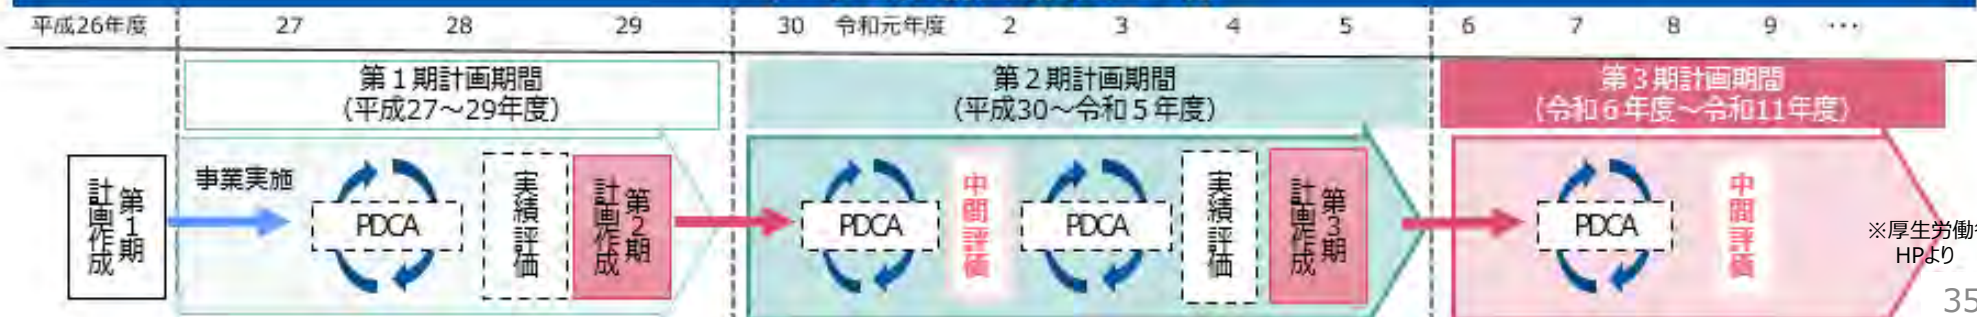 平成26年度 27 28 29 30 令和元年度 2 3 4 5 6 7 8 9 …
第1期計画期間
(平成27~29年度)
第2期計画期間
(平成30~令和5年度)
第3期計画期間
(令和6年度~令和11年度)
第1期
計画作成
事業実施
PDCA
実績評価
第2期
計画作成
PDCA
中間評価
PDCA
実績評価
第3期
計画作成
PDCA
中間評価
※厚生労働
HPより
35